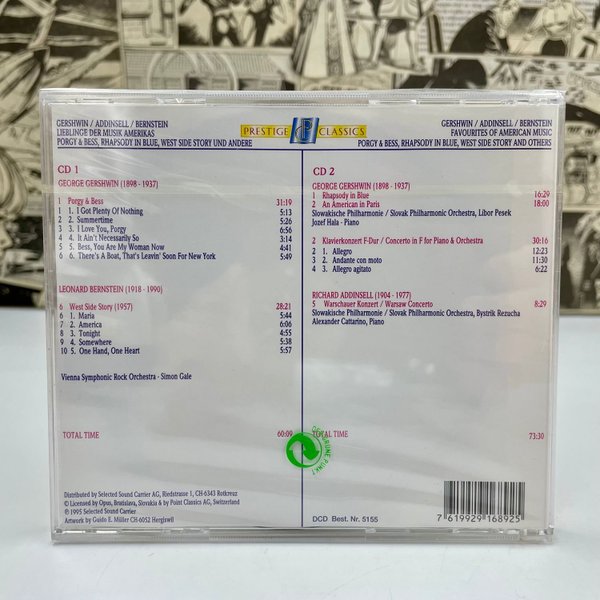 GERSHWIN / ADDINSELL / BERNSTEIN
LIEBLINGE DER MUSIK AMERIKAS
PORGY & BESS, RHAPSODY IN BLUE, WEST SIDE STORY UND ANDERE
PRESTIGE CLASSICS
GERSHWIN / ADDINSELL / BERNSTEIN
FAVOURITES OF AMERICAN MUSIC
PORGY & BESS, RHAPSODY IN BLUE, WEST SIDE STORY AND OTHERS
CD 1
GEORGE GERSHWIN (1898 - 1937)
1 Porgy & Bess 31:19
1 1. I Got Plenty Of Nothing 5:13
2 2. Summertime 5:26
3 3. I Love You, Porgy 6:39
4 4. It Ain't Necessarily So 3:14
5 5. Bess, You Are My Woman Now 5:31
6 6. There's A Boat, That's Leavin' Soon For New York 5:49
LEONARD BERNSTEIN (1918 - 1990)
6 West Side Story (1957) 28:21
6 1. Maria 5:44
7 2. America 6:06
8 3. Tonight 4:55
9 4. Somewhere 5:38
10 5. One Hand, One Heart 5:57
Vienna Symphonic Rock Orchestra - Simon Gale
TOTAL TIME 60:09
Distributed by Selected Sound Carrier AG, Riedstrasse 1, CH-6343 Rotkreuz
© Licensed by Opus, Bratislava, Slovakia & by Point Classics AG, Switzerland
℗ 1995 Selected Sound Carrier
Artwork by Guido E. Müller CH-6052 Hergiswil
CD 2
GEORGE GERSHWIN (1898 - 1937)
1 Rhapsody in Blue 16:29
2 An American in Paris 18:00
Slowakische Philharmonie / Slovak Philharmonic Orchestra, Libor Pesek
Jozef Hala - Piano
2 Klavierkonzert F-Dur / Concerto in F for Piano & Orchestra 30:16
2 1. Allegro 12:23
3 2. Andante con moto 11:30
4 3. Allegro agitato 6:22
RICHARD ADDINSELL (1904 - 1977)
5 Warschauer Konzert / Warsaw Concerto 8:29
Slowakische Philharmonie / Slovak Philharmonic Orchestra, Bystrik Rezucha
Alexander Cattarino, Piano
TOTAL TIME 73:30
DER GRÜNE PUNKT
DCD Best. Nr. 5155
7 619929 168925